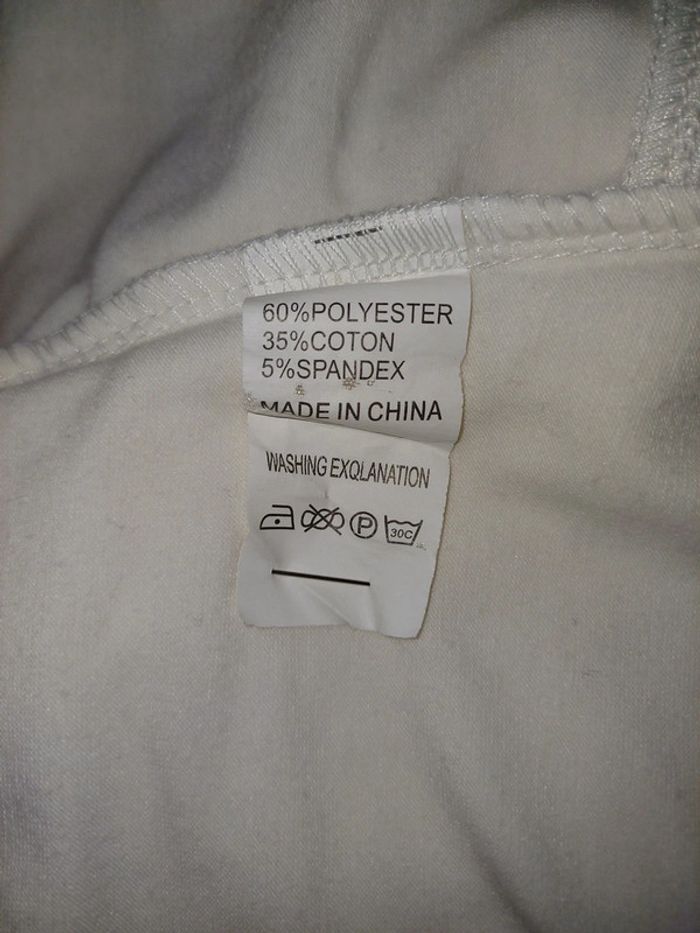 60%POLYESTER
35%COTON
5%SPANDEX
MADE IN CHINA
WASHING EXQLANATION
P
30C